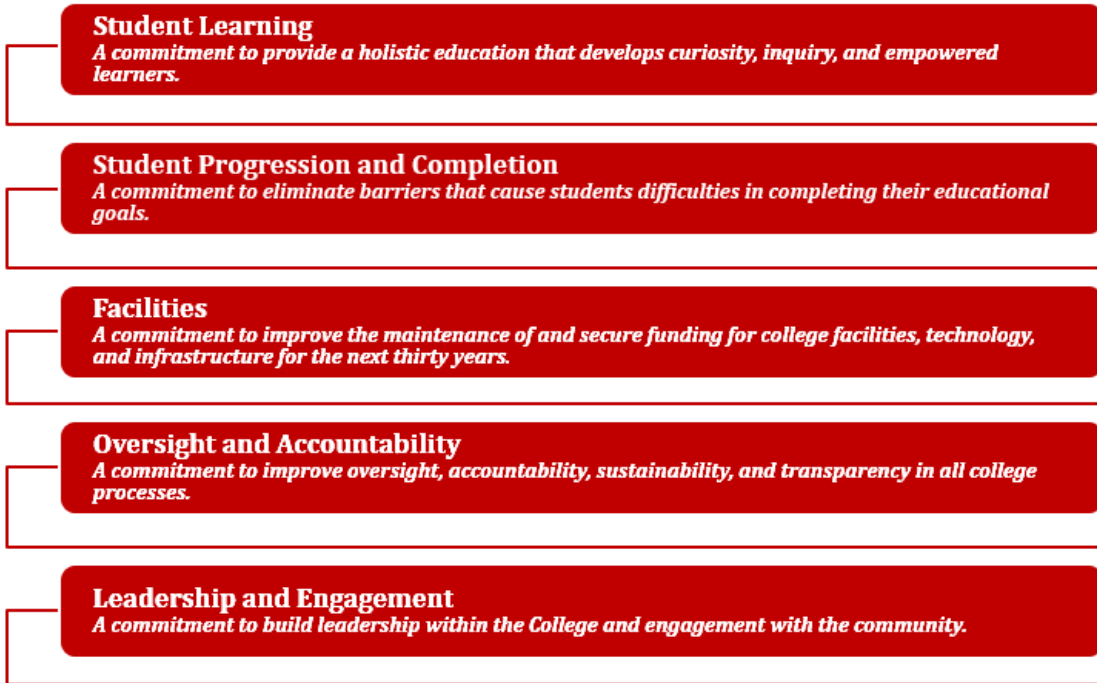 Student Learning
A commitment to provide a holistic education that develops curiosity, inquiry, and empowered
learners.
Student Progression and Completion
A commitment to eliminate barriers that cause students difficulties in completing their educational
goals.
Facilities
A commitment to improve the maintenance of and secure funding for college facilities, technology,
and infrastructure for the next thirty years.
Oversight and Accountability
A commitment to improve oversight, accountability, sustainability, and transparency in all college
processes.
Leadership and Engagement
A commitment to build leadership within the College and engagement with the community.